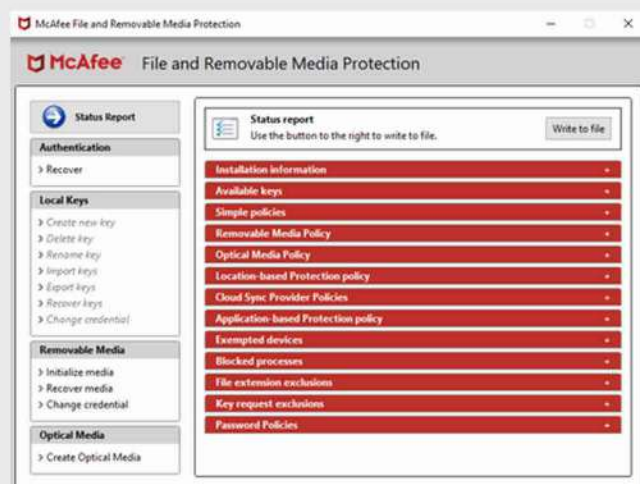 McAfee File and Removable Media Protection
McAfee File and Removable Media Protection
Status Report
Authentication
> Recover
Local Keys
> Create new key
> Delete key
> Rename key
> Import keys
> Export keys
> Recover keys
> Change credential
Removable Media
> Initialize media
> Recover media
> Change credential
Optical Media
> Create Optical Media
Status report
Use the button to the right to write to file.
Write to file
Installation information +
Available keys +
Simple policies +
Removable Media Policy +
Optical Media Policy +
Location-based Protection policy +
Cloud Sync Provider Policies +
Application-based Protection policy +
Exempted devices +
Blocked processes +
File extension exclusions +
Key request exclusions +
Password Policies +